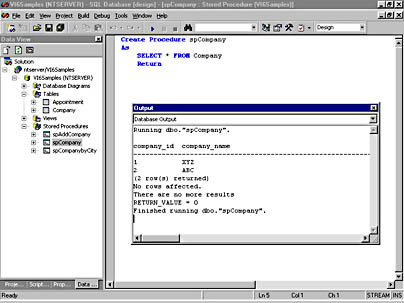 VI6Samples (NTSERVER) - SQL Database [design] - [spCompany : Stored Procedure (VI6Samples)]
File Edit View Project Build Debug Tools Window Help
Design
Data View
Solution
ntserver/VI6Samples
VI6Samples (NTSERVER)
Database Diagrams
Tables
Appointment
Company
Views
Stored Procedures
spAddCompany
spCompany
spCompanybyCity
Create Procedure spCompany
As
SELECT * FROM Company
Return
Output
Database Output
Running dbo."spCompany".
company_id company_name
1 XYZ
2 ABC
(2 row(s) returned)
No rows affected.
There are no more results
RETURN_VALUE = 0
Finished running dbo."spCompany".
Proje... Script... Prop... Data ...
Ready Ln 5 Col 1 Ch 1 STREAM INS